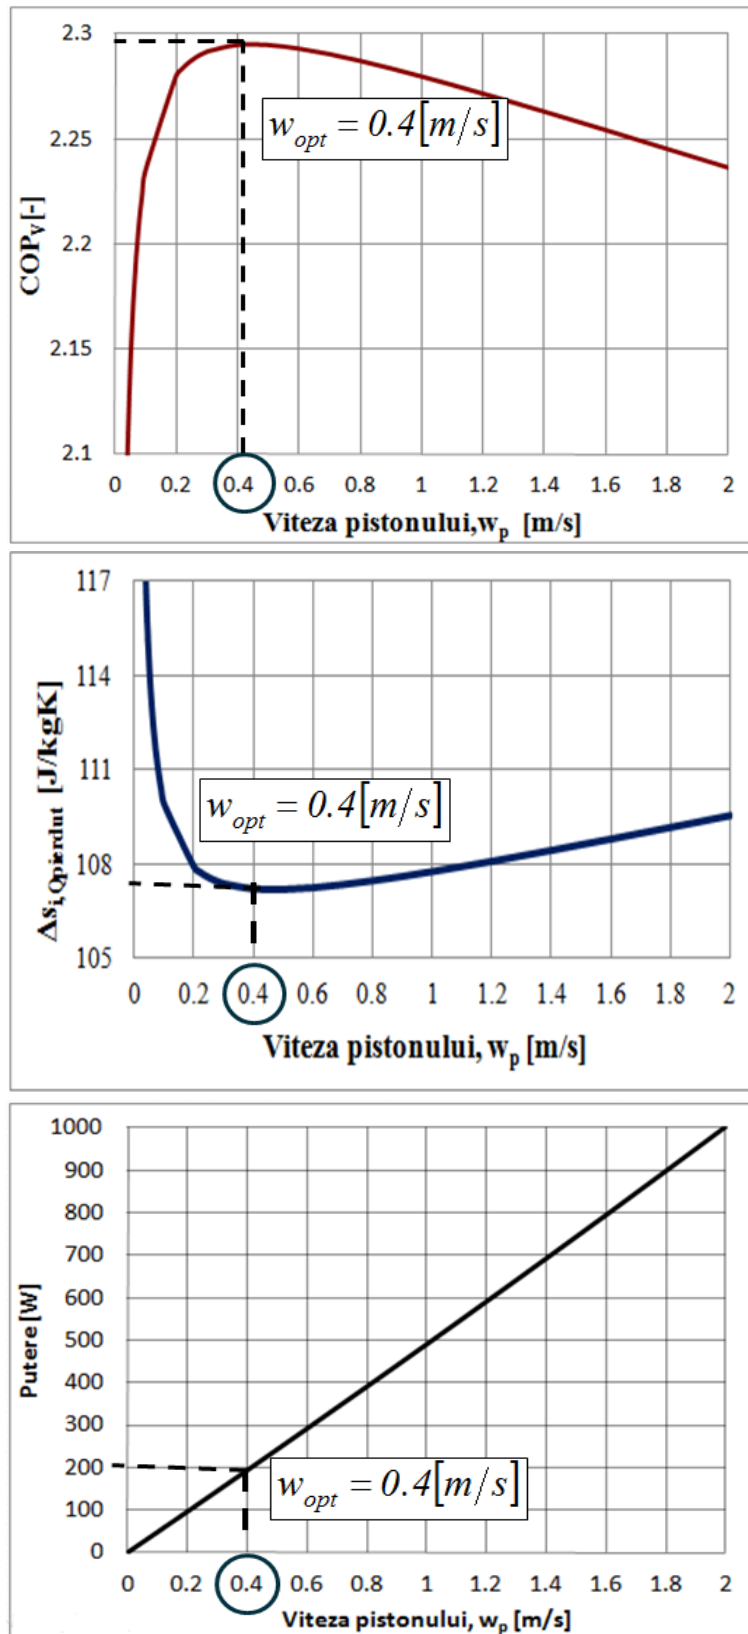 2.3
2.25
2.2
2.15
2.1
COP_V [-]
w_opt = 0.4[m/s]
0 0.2 0.4 0.6 0.8 1 1.2 1.4 1.6 1.8 2
Viteza pistonului,w_p [m/s]
117
114
111
108
105
Δs_i,Qpierdut [J/kgK]
w_opt = 0.4[m/s]
0 0.2 0.4 0.6 0.8 1 1.2 1.4 1.6 1.8 2
Viteza pistonului, w_p [m/s]
1000
900
800
700
600
500
400
300
200
100
0
Putere [W]
w_opt = 0.4[m/s]
0 0.2 0.4 0.6 0.8 1 1.2 1.4 1.6 1.8 2
Viteza pistonului, w_p [m/s]